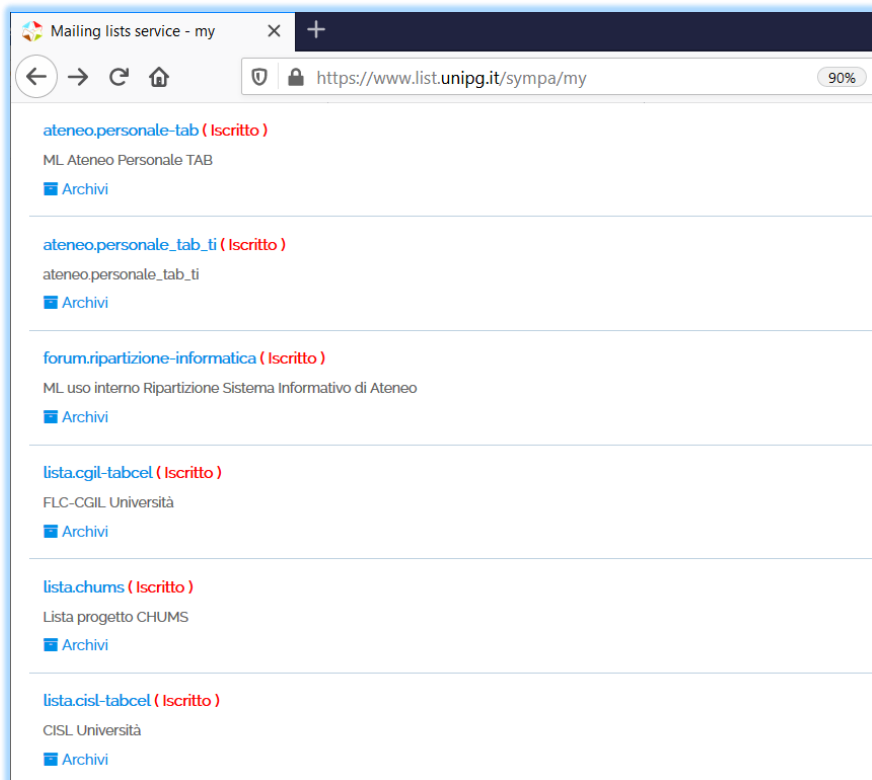 Mailing lists service - my
https://www.list.unipg.it/sympa/my 90%
ateneo.personale-tab ( Iscritto )
ML Ateneo Personale TAB
Archivi
ateneo.personale_tab_ti ( Iscritto )
ateneo.personale_tab_ti
Archivi
forum.ripartizione-informatica ( Iscritto )
ML uso interno Ripartizione Sistema Informativo di Ateneo
Archivi
lista.cgil-tabcel ( Iscritto )
FLC-CGIL Università
Archivi
lista.chums ( Iscritto )
Lista progetto CHUMS
Archivi
lista.cisl-tabcel ( Iscritto )
CISL Università
Archivi